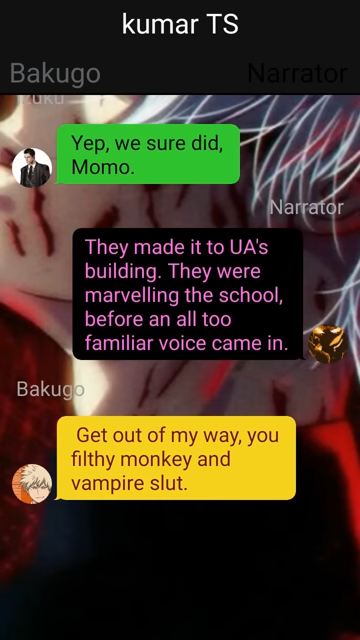 kumar TS
Bakugo
Narrator
Izuku
Yep, we sure did,
Momo.
Narrator
They made it to UA's
building. They were
marvelling the school,
before an all too
familiar voice came in.
Bakugo
Get out of my way, you
filthy monkey and
vampire slut.